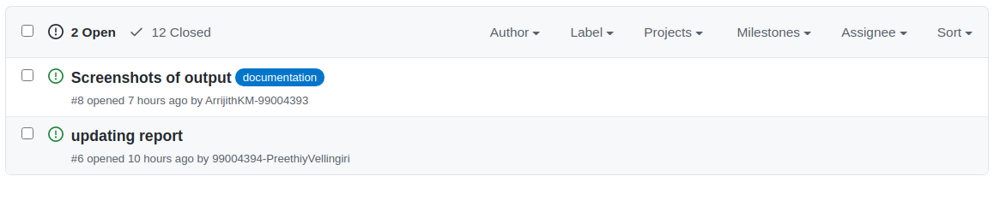 2 Open 12 Closed Author Label Projects Milestones Assignee Sort
Screenshots of output documentation
#8 opened 7 hours ago by ArrijithKM-99004393
updating report
#6 opened 10 hours ago by 99004394-PreethiyVellingiri